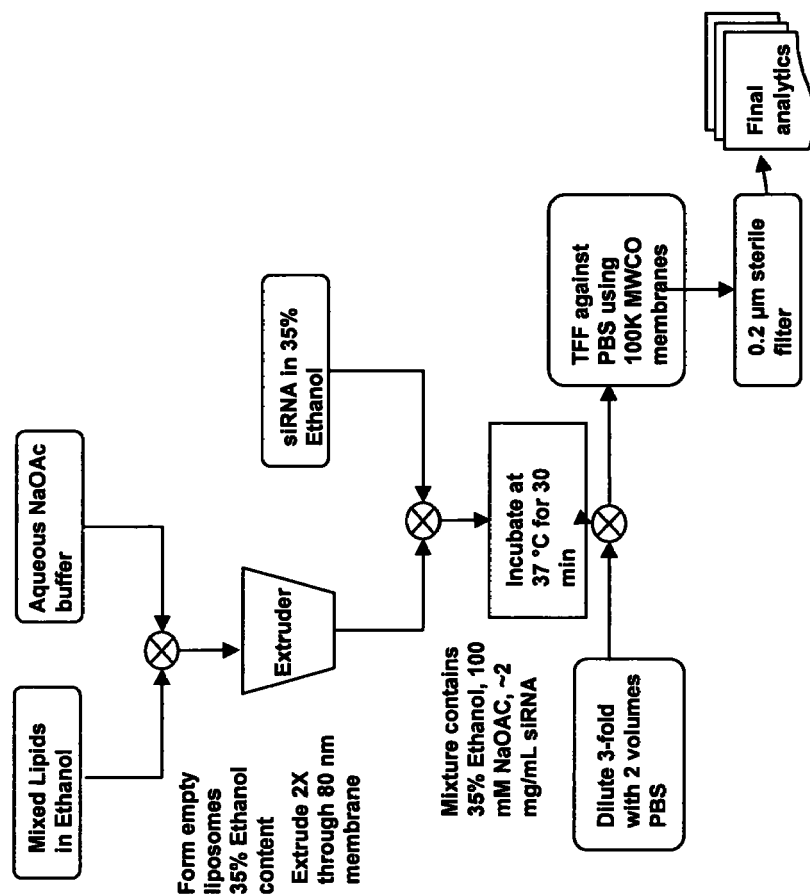 Mixed Lipids
in Ethanol
Aqueous NaOAc
buffer
Form empty
liposomes
35% Ethanol
content
Extrude 2X
through 80 nm
membrane
Extruder
siRNA in 35%
Ethanol
Mixture contains
35% Ethanol, 100
mM NaOAC, ~2
mg/mL siRNA
Incubate at
37 °C for 30
min
Dilute 3-fold
with 2 volumes
PBS
TFF against
PBS using
100K MWCO
membranes
0.2 µm sterile
filter
Final
analytics